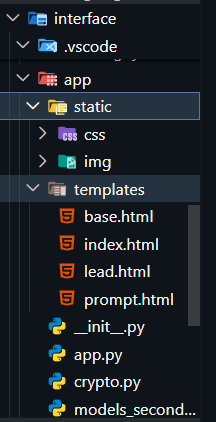 interface
.vscode
app
static
css
img
templates
base.html
index.html
lead.html
prompt.html
__init__.py
app.py
crypto.py
models_second...